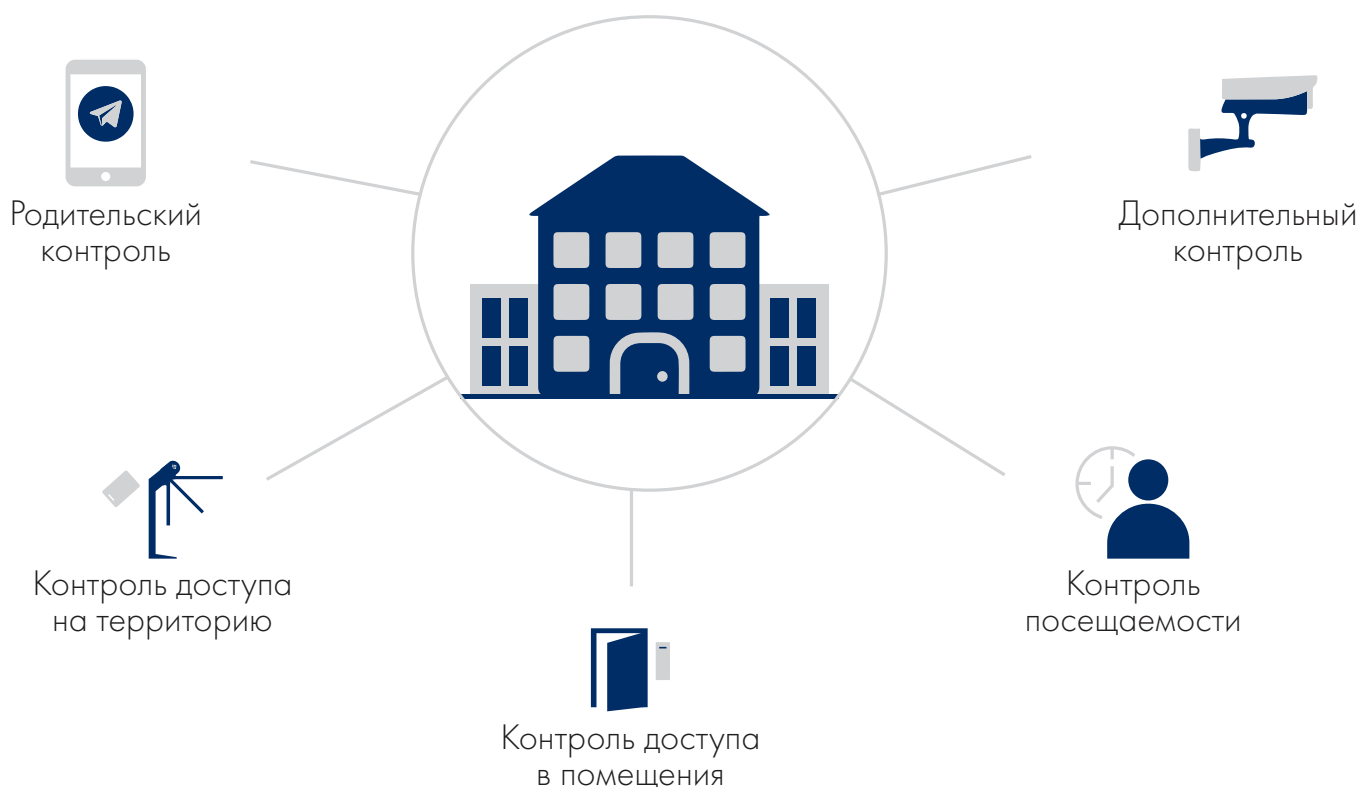 Родительский
контроль
Дополнительный
контроль
Контроль доступа
на территорию
Контроль
посещаемости
Контроль доступа
в помещения